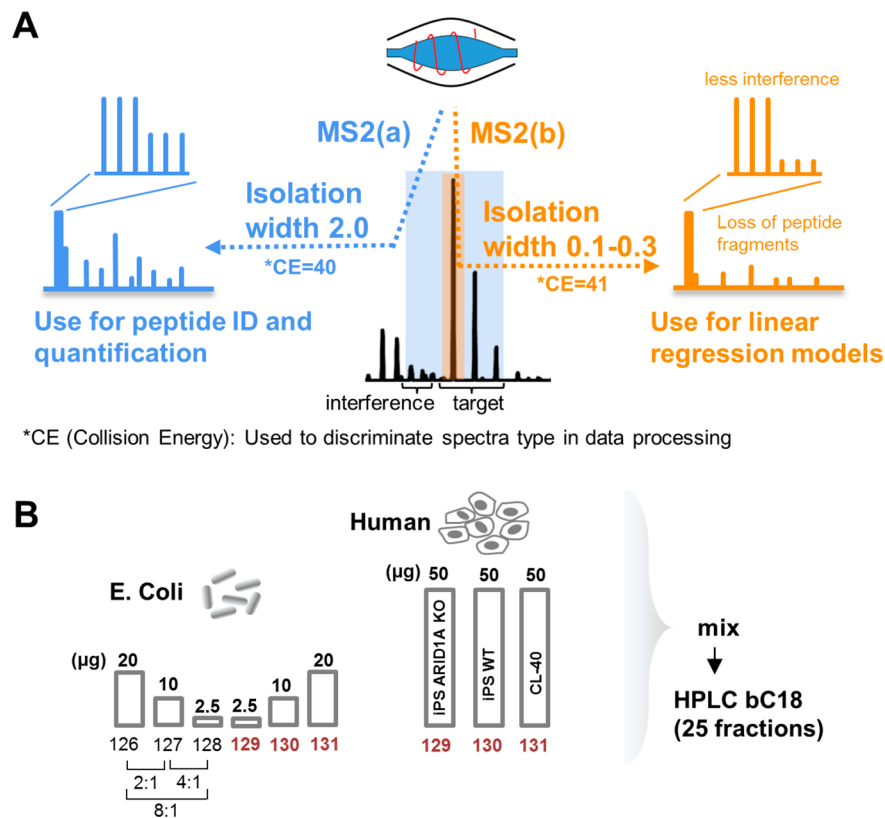 A
MS2(a)
MS2(b)
less interference
Isolation
width 2.0
*CE=40
Isolation
width 0.1-0.3
*CE=41
Loss of peptide
fragments
Use for peptide ID and
quantification
Use for linear
regression models
interference
target
*CE (Collision Energy): Used to discriminate spectra type in data processing
B
Human
E. Coli
(μg) 50 50 50
iPS ARID1A KO
iPS WT
CL-40
129 130 131
(μg) 20 10 2.5 2.5 10 20
126 127 128 129 130 131
2:1 4:1
8:1
mix
HPLC bC18
(25 fractions)